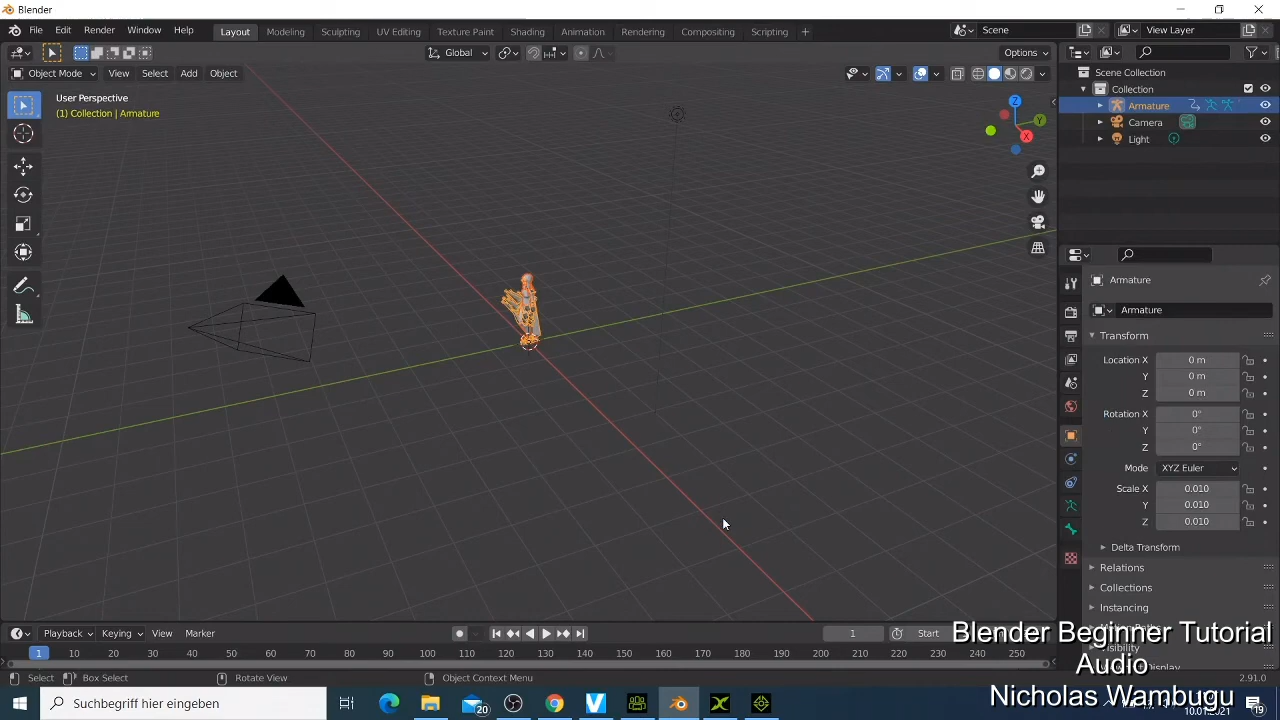 Blender
File Edit Render Window Help
Layout Modeling Sculpting UV Editing Texture Paint Shading Animation Rendering Compositing Scripting +
Scene
View Layer
Global
Options
Object Mode View Select Add Object
User Perspective
(1) Collection | Armature
Z
Y
X
Scene Collection
Collection
Armature
Camera
Light
Armature
Armature
Transform
Location X 0 m
Y 0 m
Z 0 m
Rotation X 0°
Y 0°
Z 0°
Mode XYZ Euler
Scale X 0.010
Y 0.010
Z 0.010
Delta Transform
Relations
Collections
Instancing
Visibility
Playback Keying View Marker
1
Start
1 10 20 30 40 50 60 70 80 90 100 110 120 130 140 150 160 170 180 190 200 210 220 230 240 250
Select Box Select Rotate View Object Context Menu
2.91.0
Blender Beginner Tutorial
Audio
Nicholas Wambugu
Suchbegriff hier eingeben
20
10.01.2021
19